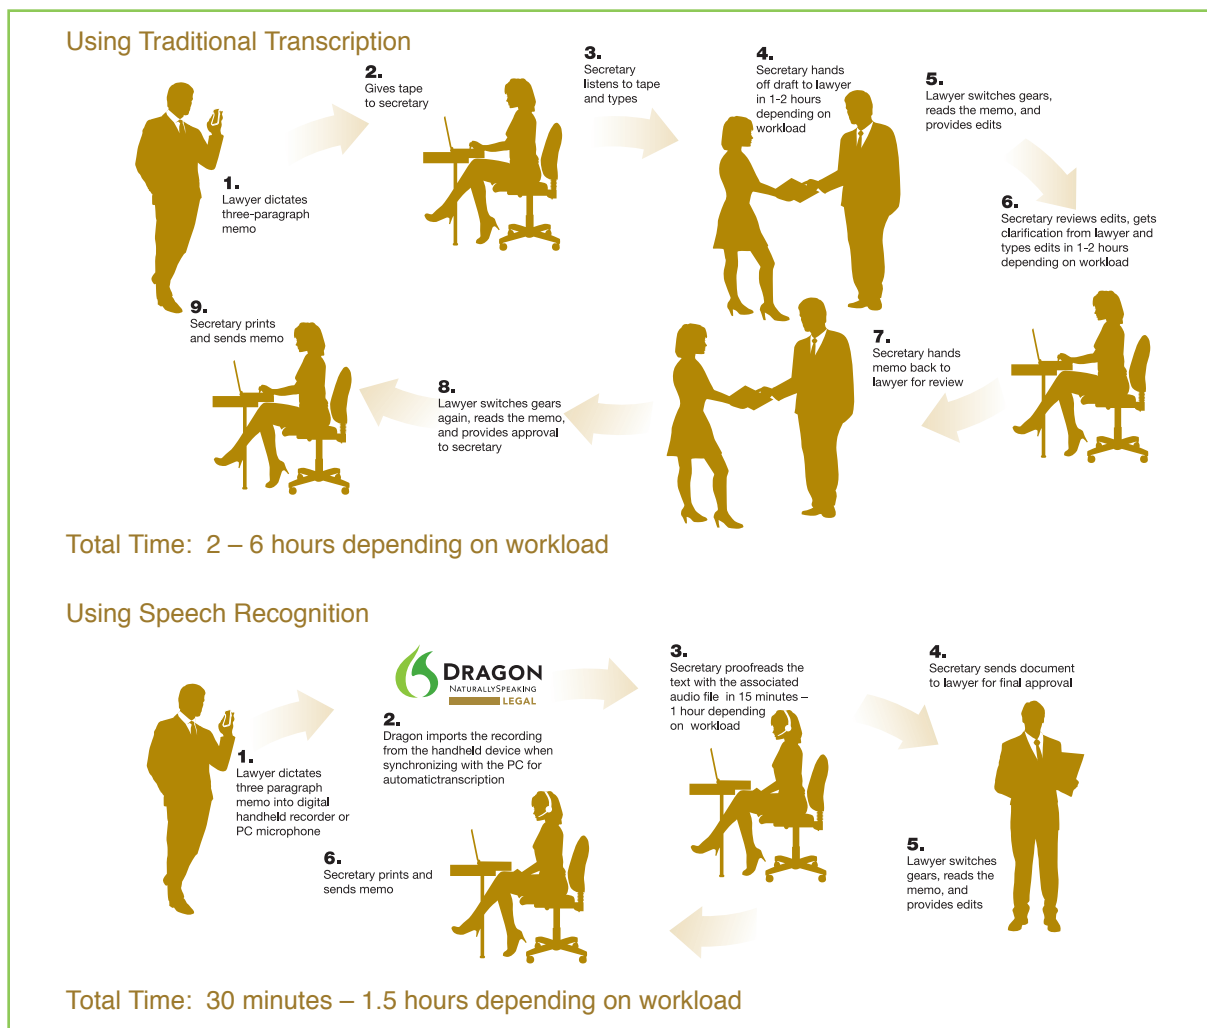 Using Traditional Transcription
1.
Lawyer dictates
three-paragraph
memo
2.
Gives tape
to secretary
3.
Secretary
listens to tape
and types
4.
Secretary hands
off draft to lawyer
in 1-2 hours
depending on
workload
5.
Lawyer switches gears,
reads the memo, and
provides edits
6.
Secretary reviews edits, gets
clarification from lawyer and
types edits in 1-2 hours
depending on workload
7.
Secretary hands
memo back to
lawyer for review
8.
Lawyer switches gears
again, reads the memo,
and provides approval
to secretary
9.
Secretary prints
and sends memo
Total Time: 2 – 6 hours depending on workload
Using Speech Recognition
1.
Lawyer dictates
three paragraph
memo into digital
handheld recorder or
PC microphone
DRAGON
NATURALLYSPEAKING
LEGAL
2.
Dragon imports the recording
from the handheld device when
synchronizing with the PC for
automatictranscription
3.
Secretary proofreads the
text with the associated
audio file in 15 minutes –
1 hour depending
on workload
4.
Secretary sends document
to lawyer for final approval
5.
Lawyer switches
gears, reads the
memo, and
provides edits
6.
Secretary prints and
sends memo
Total Time: 30 minutes – 1.5 hours depending on workload